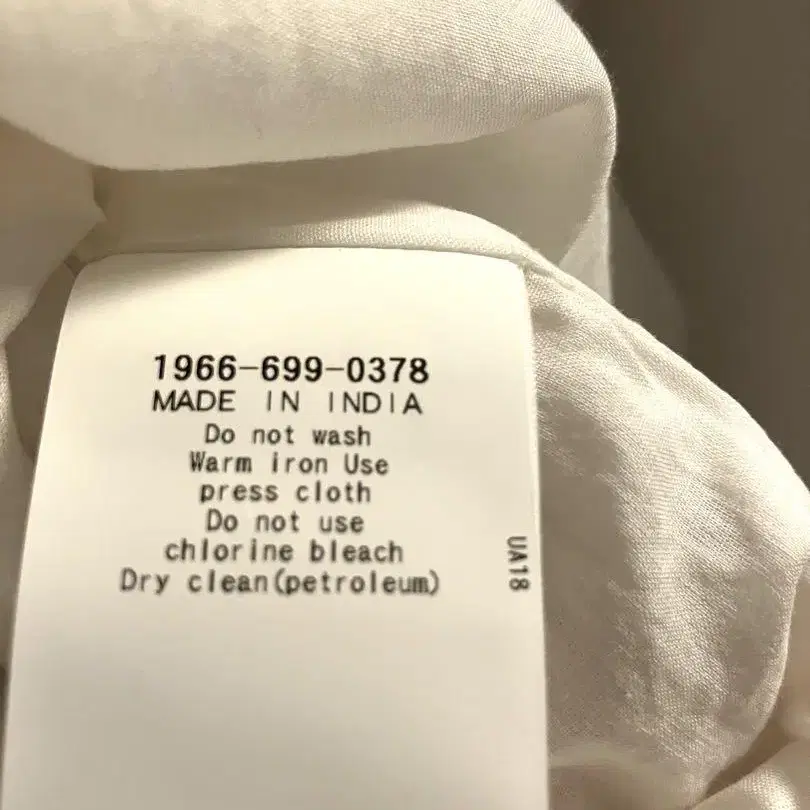 1966-699-0378
MADE IN INDIA
Do not wash
Warm iron Use
press cloth
Do not use
chlorine bleach
Dry clean(petroleum)
UA18